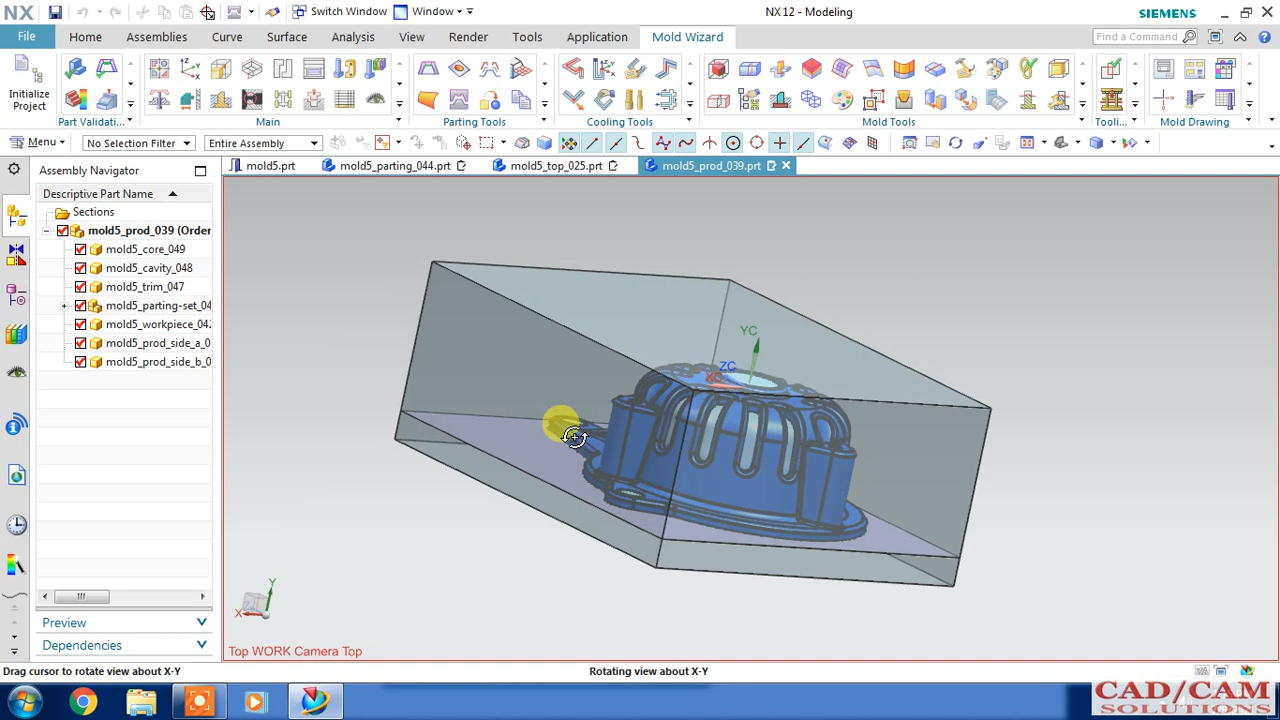 NX
Switch Window
Window
NX 12 - Modeling
SIEMENS
File
Home
Assemblies
Curve
Surface
Analysis
View
Render
Tools
Application
Mold Wizard
Find a Command
Initialize
Project
Part Validati...
Main
Parting Tools
Cooling Tools
Mold Tools
Tooli...
Mold Drawing
Menu
No Selection Filter
Entire Assembly
mold5.prt
mold5_parting_044.prt
mold5_top_025.prt
mold5_prod_039.prt
Assembly Navigator
Descriptive Part Name
Sections
mold5_prod_039 (Order
mold5_core_049
mold5_cavity_048
mold5_trim_047
mold5_parting-set_04
mold5_workpiece_042
mold5_prod_side_a_0
mold5_prod_side_b_0
YC
ZC
XC
Y
Z
X
Preview
Dependencies
Top WORK Camera Top
Drag cursor to rotate view about X-Y
Rotating view about X-Y
CAD/CAM
SOLUTIONS